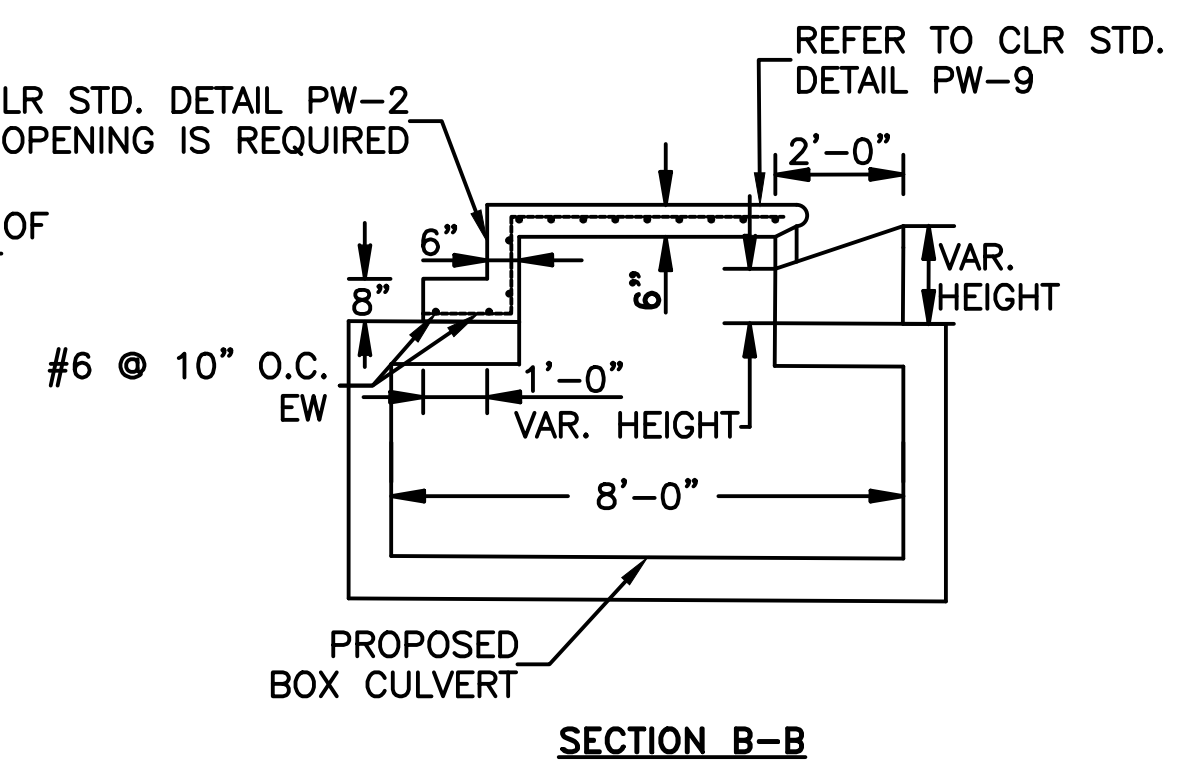 REFER TO CLR STD.
DETAIL PW-9
LR STD. DETAIL PW-2
OPENING IS REQUIRED
2'-0"
OF
6"
VAR.
HEIGHT
8"
6"
#6 @ 10" O.C.
EW
1'-0"
VAR. HEIGHT
8'-0"
PROPOSED
BOX CULVERT
SECTION B-B